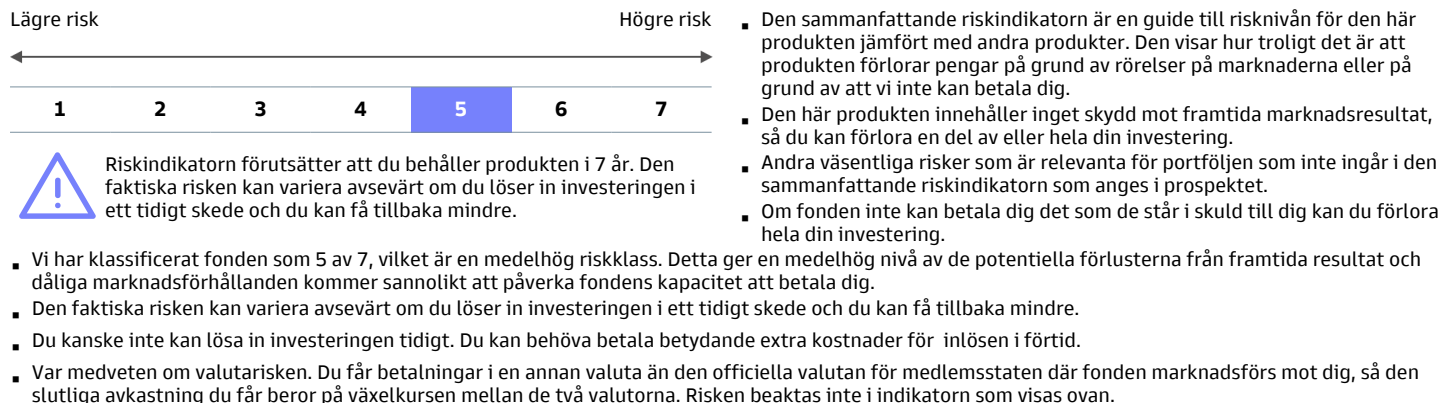 Lägre risk
Högre risk
1 2 3 4 5 6 7
Riskindikatorn förutsätter att du behåller produkten i 7 år. Den
faktiska risken kan variera avsevärt om du löser in investeringen i
ett tidigt skede och du kan få tillbaka mindre.
▪ Den sammanfattande riskindikatorn är en guide till risknivån för den här
produkten jämfört med andra produkter. Den visar hur troligt det är att
produkten förlorar pengar på grund av rörelser på marknaderna eller på
grund av att vi inte kan betala dig.
▪ Den här produkten innehåller inget skydd mot framtida marknadsresultat,
så du kan förlora en del av eller hela din investering.
▪ Andra väsentliga risker som är relevanta för portföljen som inte ingår i den
sammanfattande riskindikatorn som anges i prospektet.
▪ Om fonden inte kan betala dig det som de står i skuld till dig kan du förlora
hela din investering.
▪ Vi har klassificerat fonden som 5 av 7, vilket är en medelhög riskklass. Detta ger en medelhög nivå av de potentiella förlusterna från framtida resultat och
dåliga marknadsförhållanden kommer sannolikt att påverka fondens kapacitet att betala dig.
▪ Den faktiska risken kan variera avsevärt om du löser in investeringen i ett tidigt skede och du kan få tillbaka mindre.
▪ Du kanske inte kan lösa in investeringen tidigt. Du kan behöva betala betydande extra kostnader för inlösen i förtid.
▪ Var medveten om valutarisken. Du får betalningar i en annan valuta än den officiella valutan för medlemsstaten där fonden marknadsförs mot dig, så den
slutliga avkastning du får beror på växelkursen mellan de två valutorna. Risken beaktas inte i indikatorn som visas ovan.